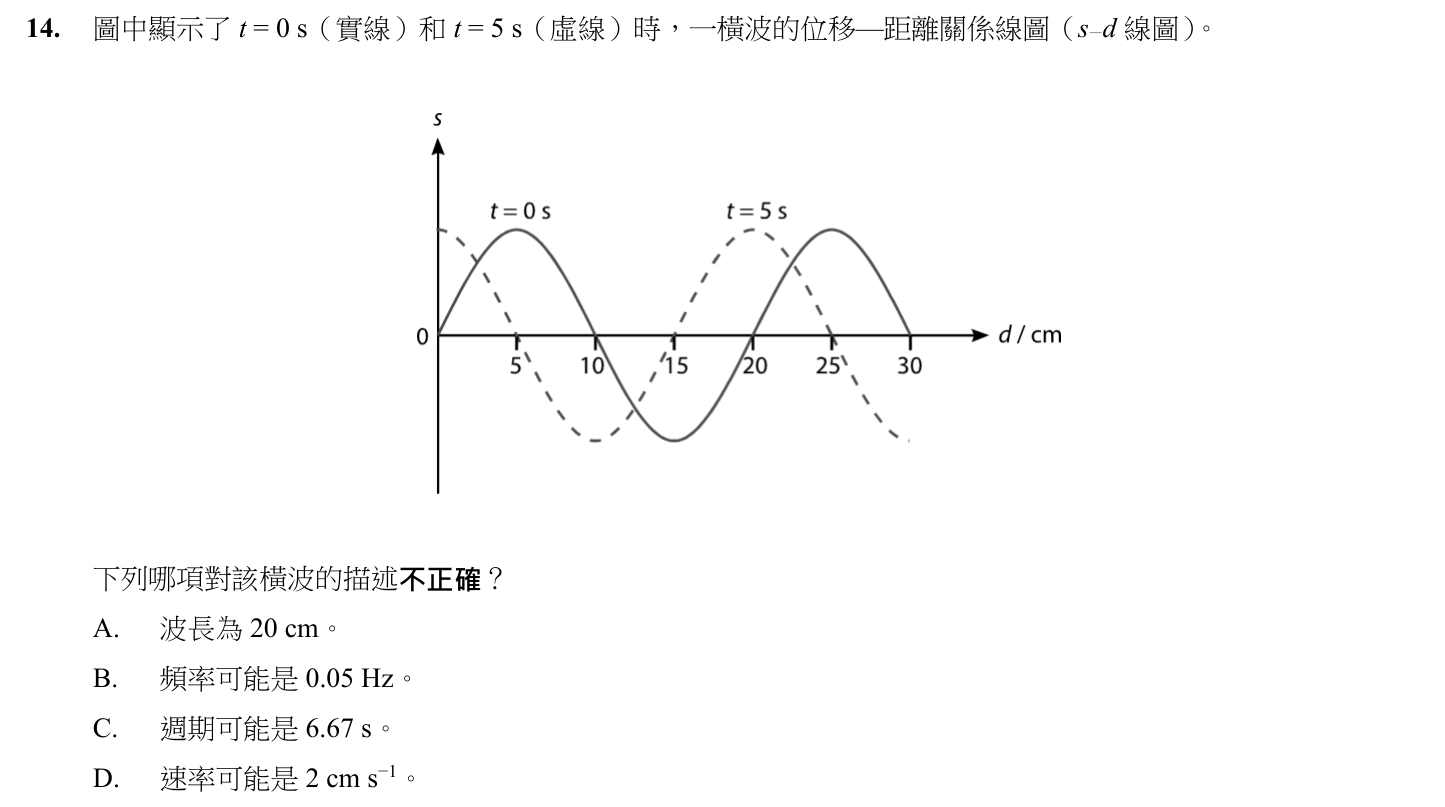 14. 圖中顯示了 t = 0 s（實線）和 t = 5 s（虛線）時，一橫波的位移—距離關係線圖（s–d 線圖）。
s
t = 0 s t = 5 s
0 d / cm
5 10 15 20 25 30
下列哪項對該橫波的描述不正確？
A. 波長為 20 cm。
B. 頻率可能是 0.05 Hz。
C. 週期可能是 6.67 s。
D. 速率可能是 2 cm s⁻¹。